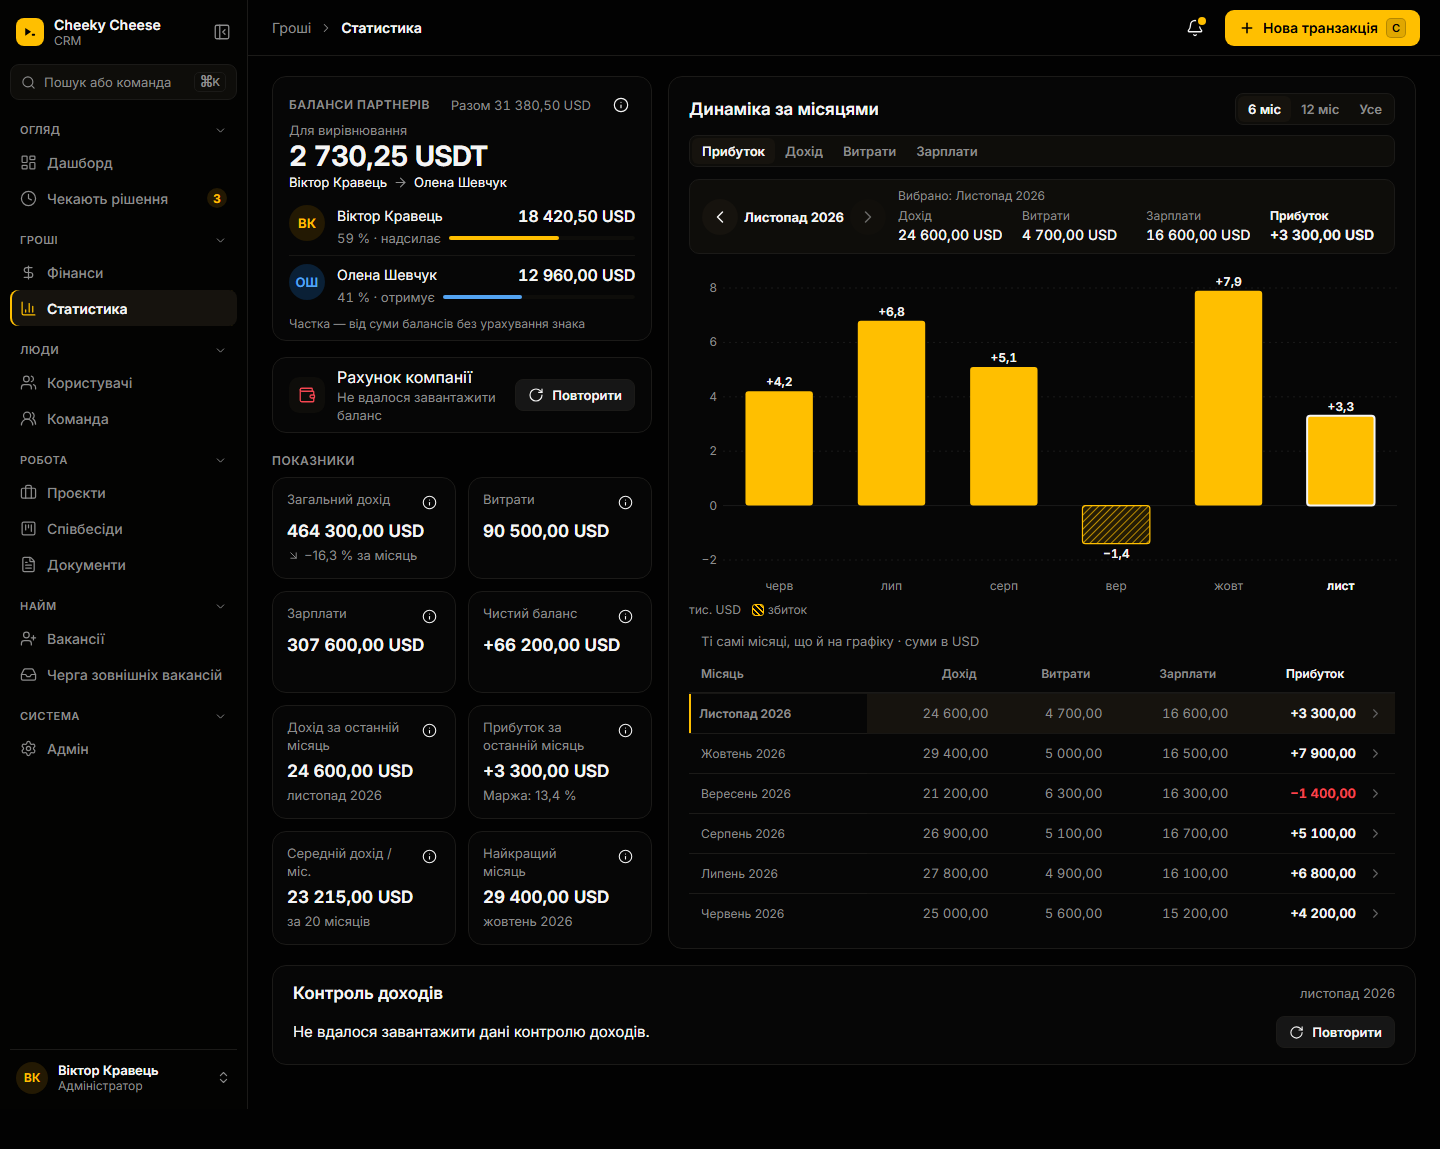 Cheeky Cheese
CRM
Пошук або команда ⌘K
ОГЛЯД
Дашборд
Чекають рішення 3
ГРОШІ
Фінанси
Статистика
ЛЮДИ
Користувачі
Команда
РОБОТА
Проєкти
Співбесіди
Документи
НАЙМ
Вакансії
Черга зовнішніх вакансій
СИСТЕМА
Адмін
ВК Віктор Кравець
Адміністратор
Гроші > Статистика
+ Нова транзакція C
БАЛАНСИ ПАРТНЕРІВ Разом 31 380,50 USD
Для вирівнювання
2 730,25 USDT
Віктор Кравець → Олена Шевчук
ВК Віктор Кравець 18 420,50 USD
59 % · надсилає
ОШ Олена Шевчук 12 960,00 USD
41 % · отримує
Частка — від суми балансів без урахування знака
Рахунок компанії
Не вдалося завантажити
баланс
Повторити
ПОКАЗНИКИ
Загальний дохід
464 300,00 USD
↘ −16,3 % за місяць
Витрати
90 500,00 USD
Зарплати
307 600,00 USD
Чистий баланс
+66 200,00 USD
Дохід за останній
місяць
24 600,00 USD
листопад 2026
Прибуток за
останній місяць
+3 300,00 USD
Маржа: 13,4 %
Середній дохід /
міс.
23 215,00 USD
за 20 місяців
Найкращий
місяць
29 400,00 USD
жовтень 2026
Динаміка за місяцями
6 міс 12 міс Усе
Прибуток Дохід Витрати Зарплати
Листопад 2026
Вибрано: Листопад 2026
Дохід Витрати Зарплати Прибуток
24 600,00 USD 4 700,00 USD 16 600,00 USD +3 300,00 USD
8
6
4
2
0
−2
+4,2 +6,8 +5,1 −1,4 +7,9 +3,3
черв лип серп вер жовт лист
тис. USD збиток
Ті самі місяці, що й на графіку · суми в USD
Місяць Дохід Витрати Зарплати Прибуток
Листопад 2026 24 600,00 4 700,00 16 600,00 +3 300,00
Жовтень 2026 29 400,00 5 000,00 16 500,00 +7 900,00
Вересень 2026 21 200,00 6 300,00 16 300,00 −1 400,00
Серпень 2026 26 900,00 5 100,00 16 700,00 +5 100,00
Липень 2026 27 800,00 4 900,00 16 100,00 +6 800,00
Червень 2026 25 000,00 5 600,00 15 200,00 +4 200,00
Контроль доходів листопад 2026
Не вдалося завантажити дані контролю доходів.
Повторити